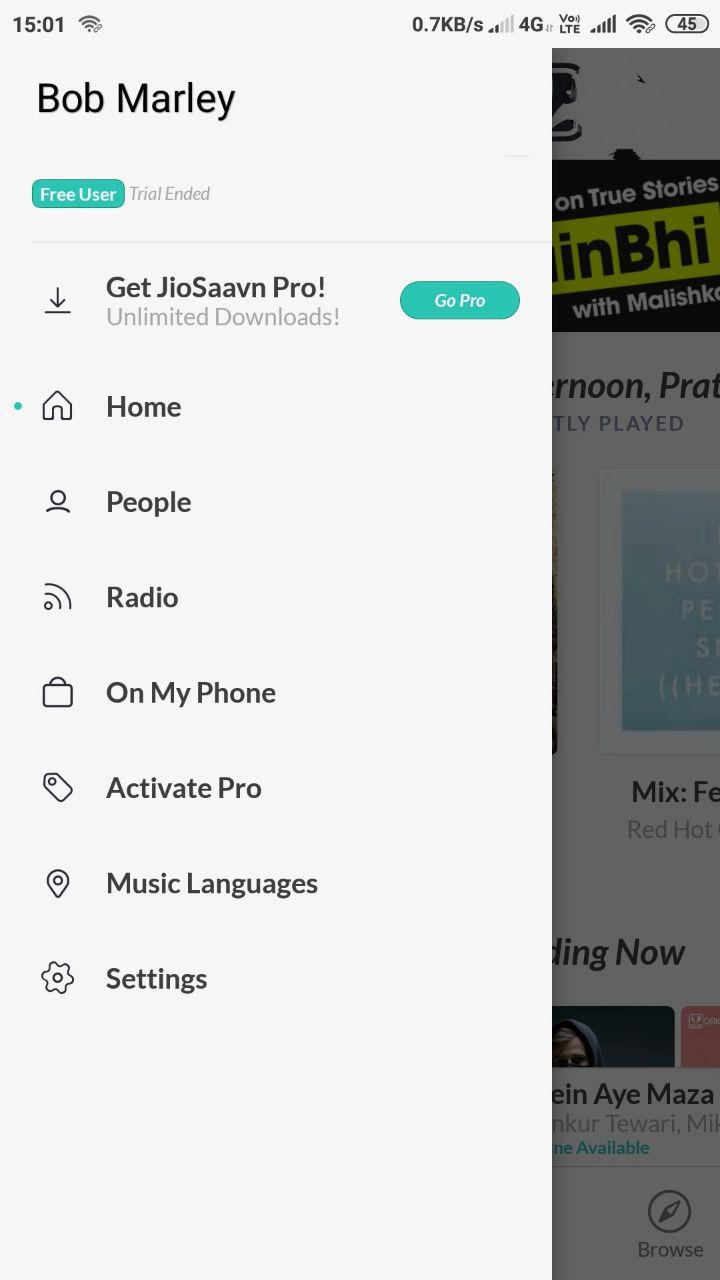 15:01
0.7KB/s 4G Vo) LTE 45
Bob Marley
Free User Trial Ended
Get JioSaavn Pro!
Unlimited Downloads!
Go Pro
Home
People
Radio
On My Phone
Activate Pro
Music Languages
Settings
on True Stories
inBhi
with Malishk
ernoon, Prat
TLY PLAYED
HOT
PE
S
((HE
Mix: Fe
Red Hot
ding Now
ein Aye Maza
nkur Tewari, Mik
ne Available
Browse